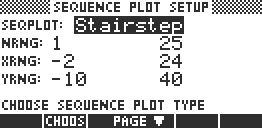 SEQUENCE PLOT SETUP
SEQPLOT: Stairstep
NRNG: 1 25
XRNG: -2 24
YRNG: -10 40
CHOOSE SEQUENCE PLOT TYPE
CHOOS PAGE ▼